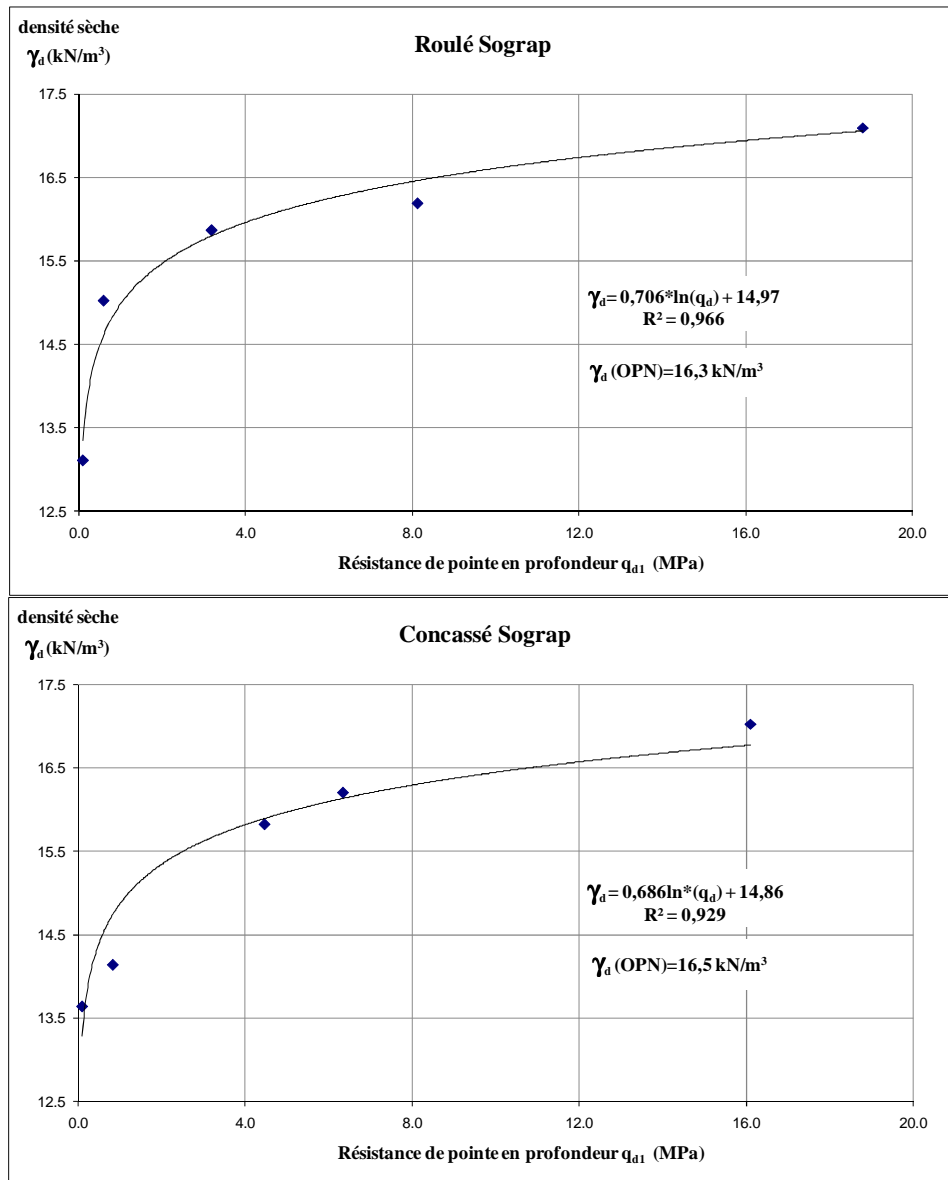 densité sèche
γd (kN/m³)
Roulé Sograp
17.5
16.5
15.5
14.5
13.5
12.5
γd = 0,706*ln(qd) + 14,97
R² = 0,966
γd (OPN)=16,3 kN/m³
0.0 4.0 8.0 12.0 16.0 20.0
Résistance de pointe en profondeur qd1 (MPa)
densité sèche
γd (kN/m³)
Concassé Sograp
17.5
16.5
15.5
14.5
13.5
12.5
γd = 0,686ln*(qd) + 14,86
R² = 0,929
γd (OPN)=16,5 kN/m³
0.0 4.0 8.0 12.0 16.0 20.0
Résistance de pointe en profondeur qd1 (MPa)